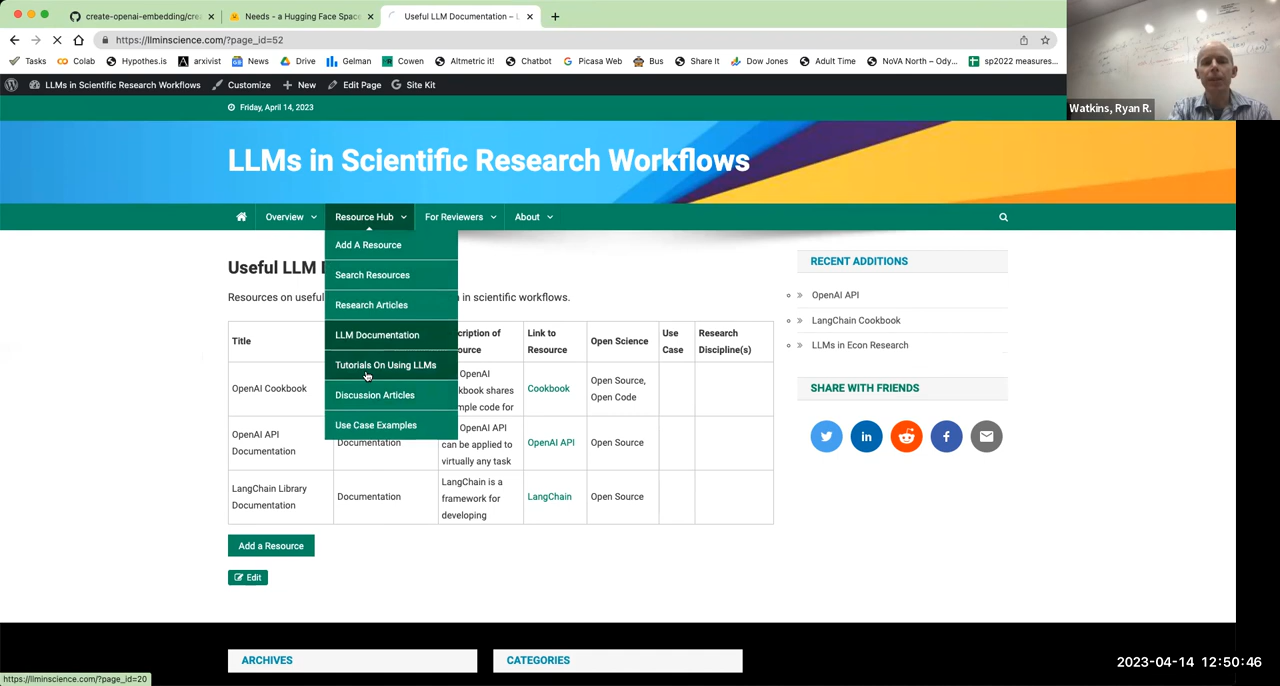 create-openai-embedding/cre
Needs - a Hugging Face Space
Useful LLM Documentation – L
https://llminscience.com/?page_id=52
Tasks
Colab
Hypothes.is
arxivist
News
Drive
Gelman
Cowen
Altmetric it!
Chatbot
Picasa Web
Bus
Share It
Dow Jones
Adult Time
NoVA North – Ody...
sp2022 measures...
LLMs in Scientific Research Workflows
Customize
New
Edit Page
Site Kit
Watkins, Ryan R.
Friday, April 14, 2023
LLMs in Scientific Research Workflows
Overview
Resource Hub
For Reviewers
About
Add A Resource
Search Resources
Research Articles
LLM Documentation
Tutorials On Using LLMs
Discussion Articles
Use Case Examples
Useful LLM
Resources on useful
in scientific workflows.
Title
cription of
ource
Link to
Resource
Open Science
Use
Case
Research
Discipline(s)
OpenAI Cookbook
OpenAI
kbook shares
mple code for
Cookbook
Open Source,
Open Code
OpenAI API
Documentation
Documentation
OpenAI API
can be applied to
virtually any task
OpenAI API
Open Source
LangChain Library
Documentation
Documentation
LangChain is a
framework for
developing
LangChain
Open Source
Add a Resource
Edit
RECENT ADDITIONS
OpenAI API
LangChain Cookbook
LLMs in Econ Research
SHARE WITH FRIENDS
ARCHIVES
CATEGORIES
https://llminscience.com/?page_id=20
2023-04-14 12:50:46